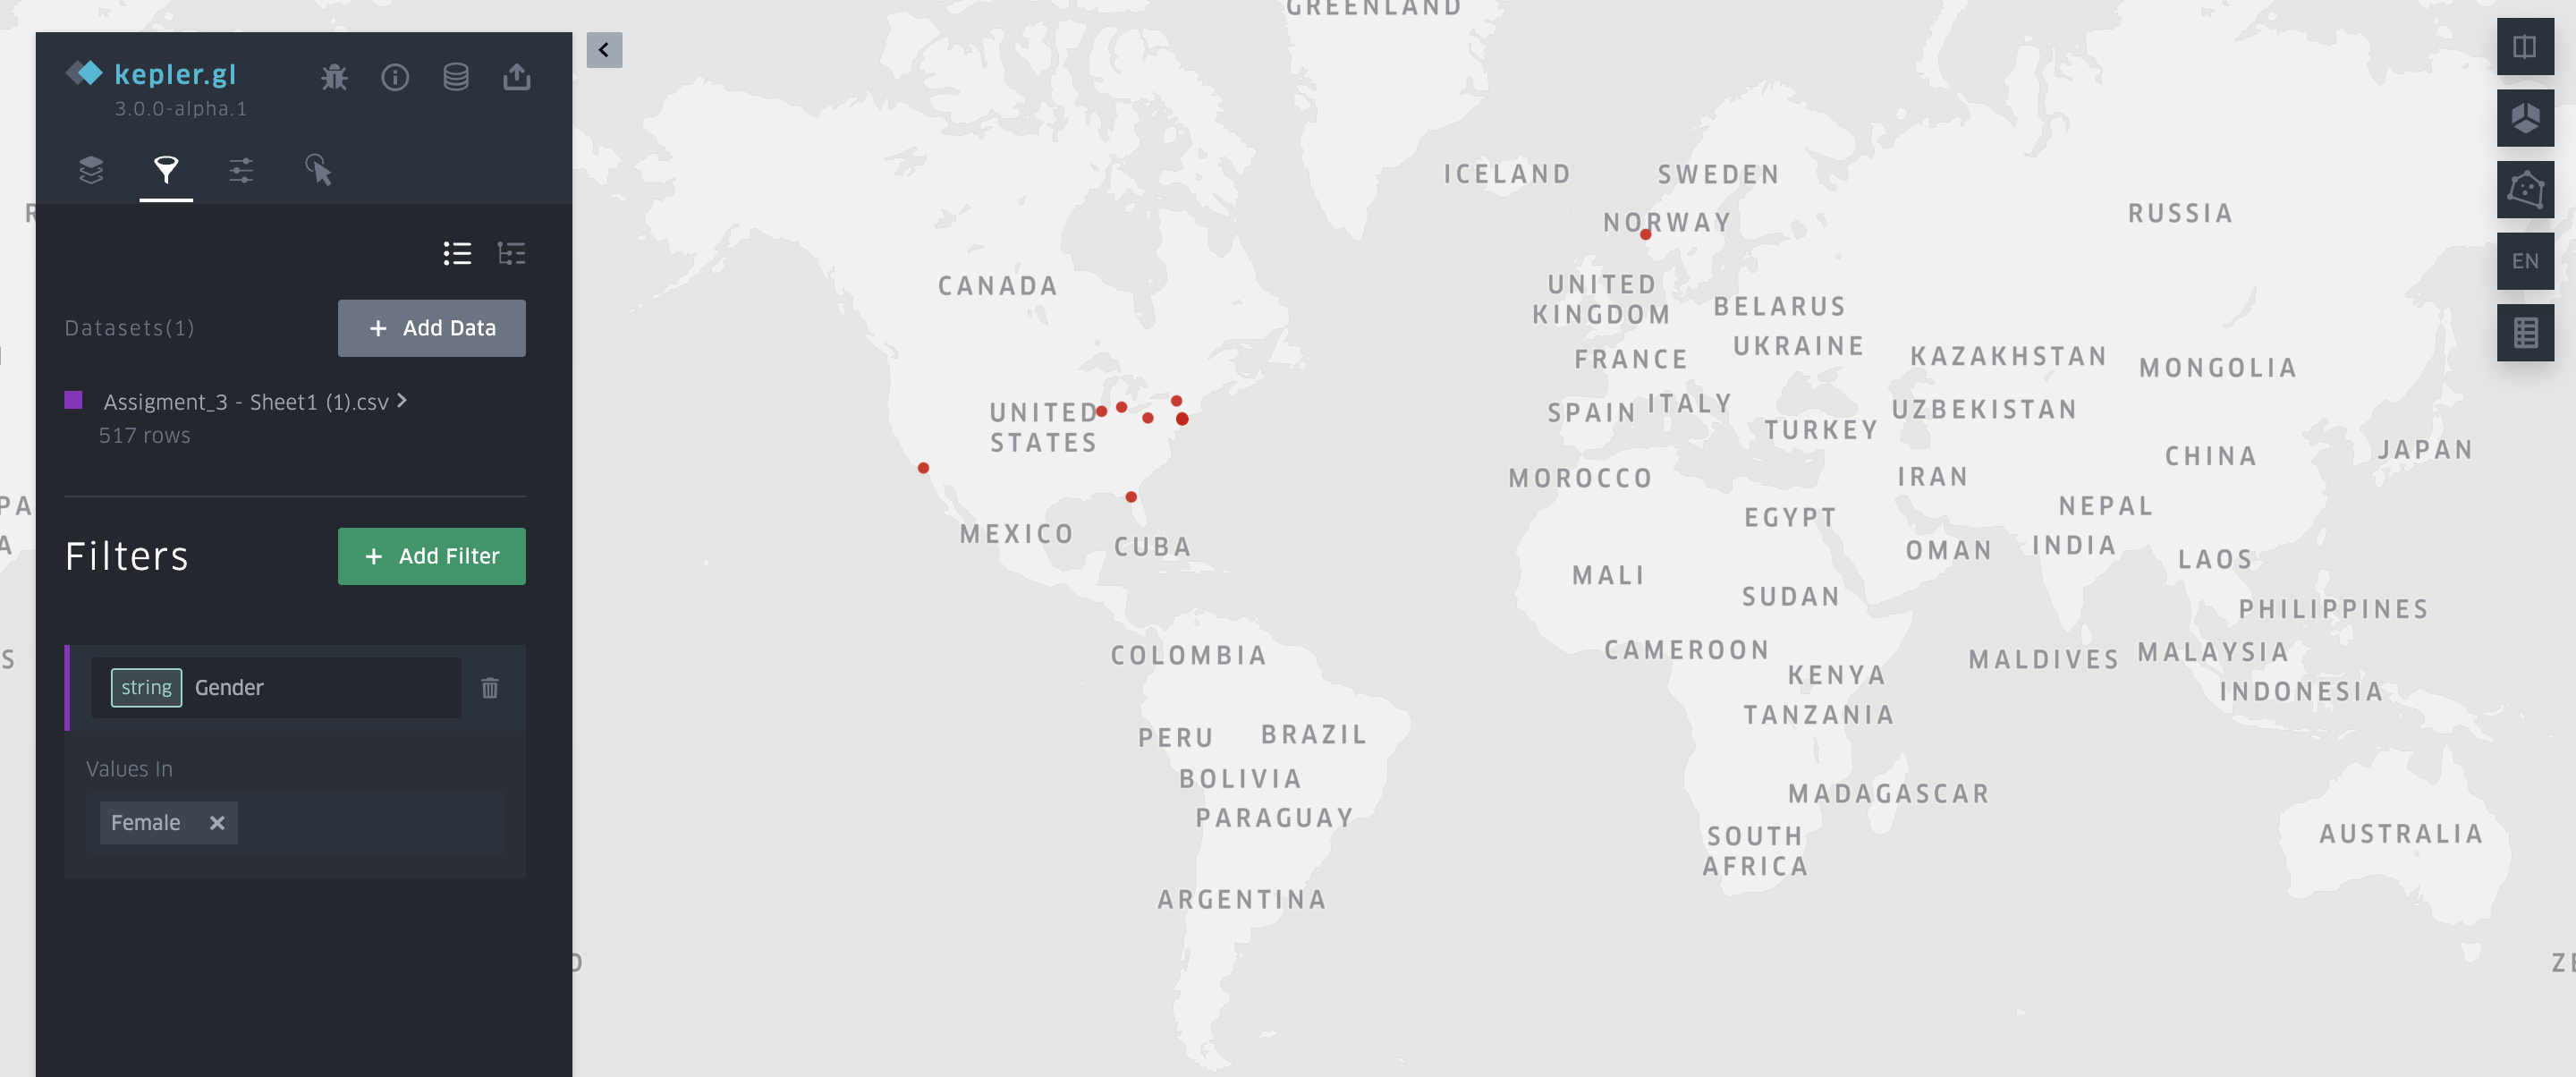 kepler.gl
3.0.0-alpha.1
Datasets(1)
+ Add Data
Assigment_3 - Sheet1 (1).csv
517 rows
Filters
+ Add Filter
string Gender
Values In
Female
EN
GREENLAND
ICELAND
SWEDEN
NORWAY
RUSSIA
CANADA
UNITED
KINGDOM
BELARUS
UKRAINE
FRANCE
KAZAKHSTAN
MONGOLIA
UNITED
STATES
SPAIN
ITALY
UZBEKISTAN
TURKEY
JAPAN
CHINA
MOROCCO
IRAN
NEPAL
EGYPT
MEXICO
CUBA
OMAN
INDIA
LAOS
MALI
SUDAN
PHILIPPINES
COLOMBIA
CAMEROON
KENYA
MALDIVES
MALAYSIA
INDONESIA
TANZANIA
PERU
BRAZIL
BOLIVIA
MADAGASCAR
PARAGUAY
SOUTH
AFRICA
AUSTRALIA
ARGENTINA
ZE